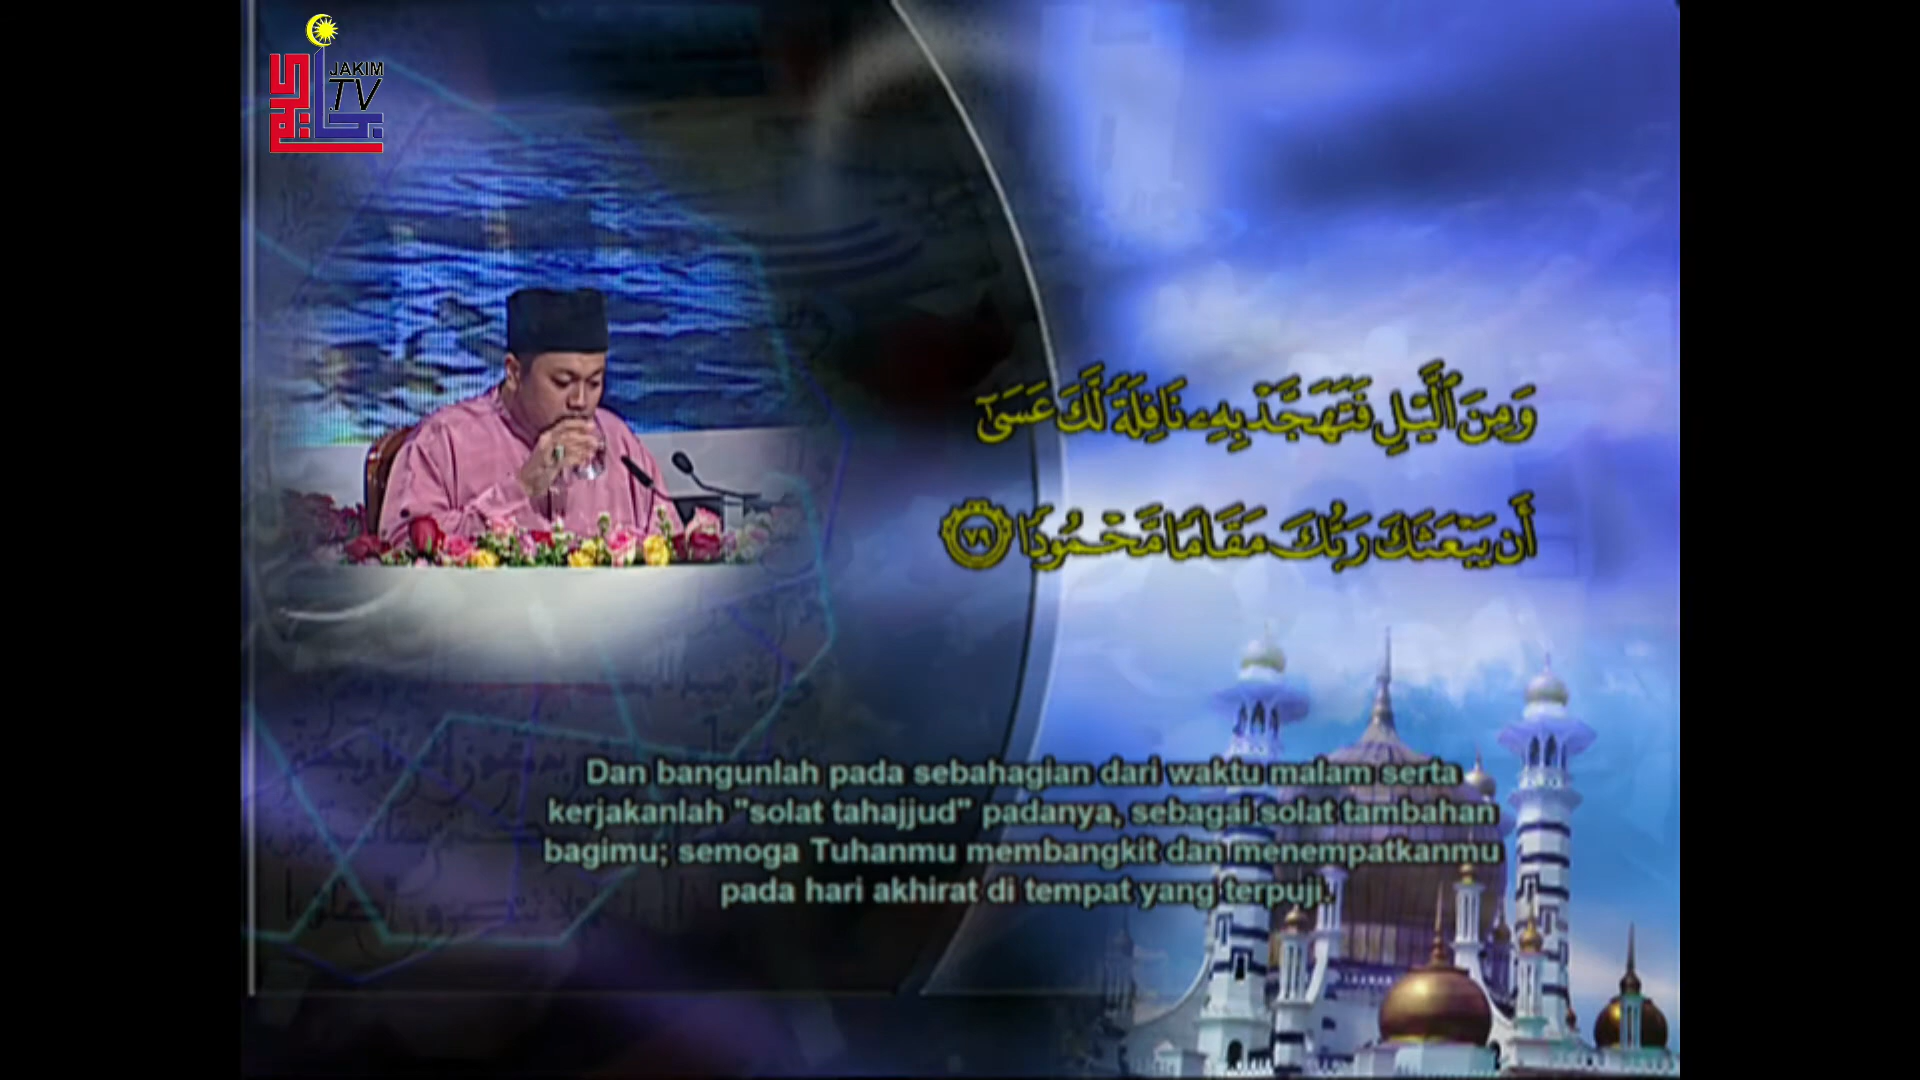 JAKIM
.TV
وَمِنَ ٱلَّيْلِ فَتَهَجَّدْ بِهِۦ نَافِلَةً لَّكَ عَسَىٰٓ
أَن يَبْعَثَكَ رَبُّكَ مَقَامًا مَّحْمُودًا ٧٩
Dan bangunlah pada sebahagian dari waktu malam serta
kerjakanlah "solat tahajjud" padanya, sebagai solat tambahan
bagimu; semoga Tuhanmu membangkit dan menempatkanmu
pada hari akhirat di tempat yang terpuji.